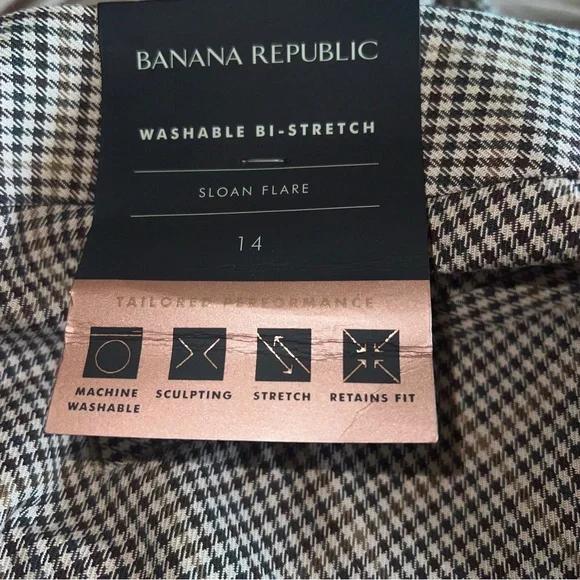 BANANA REPUBLIC
WASHABLE BI-STRETCH
SLOAN FLARE
14
TAILORED PERFORMANCE
MACHINE WASHABLE
SCULPTING
STRETCH
RETAINS FIT